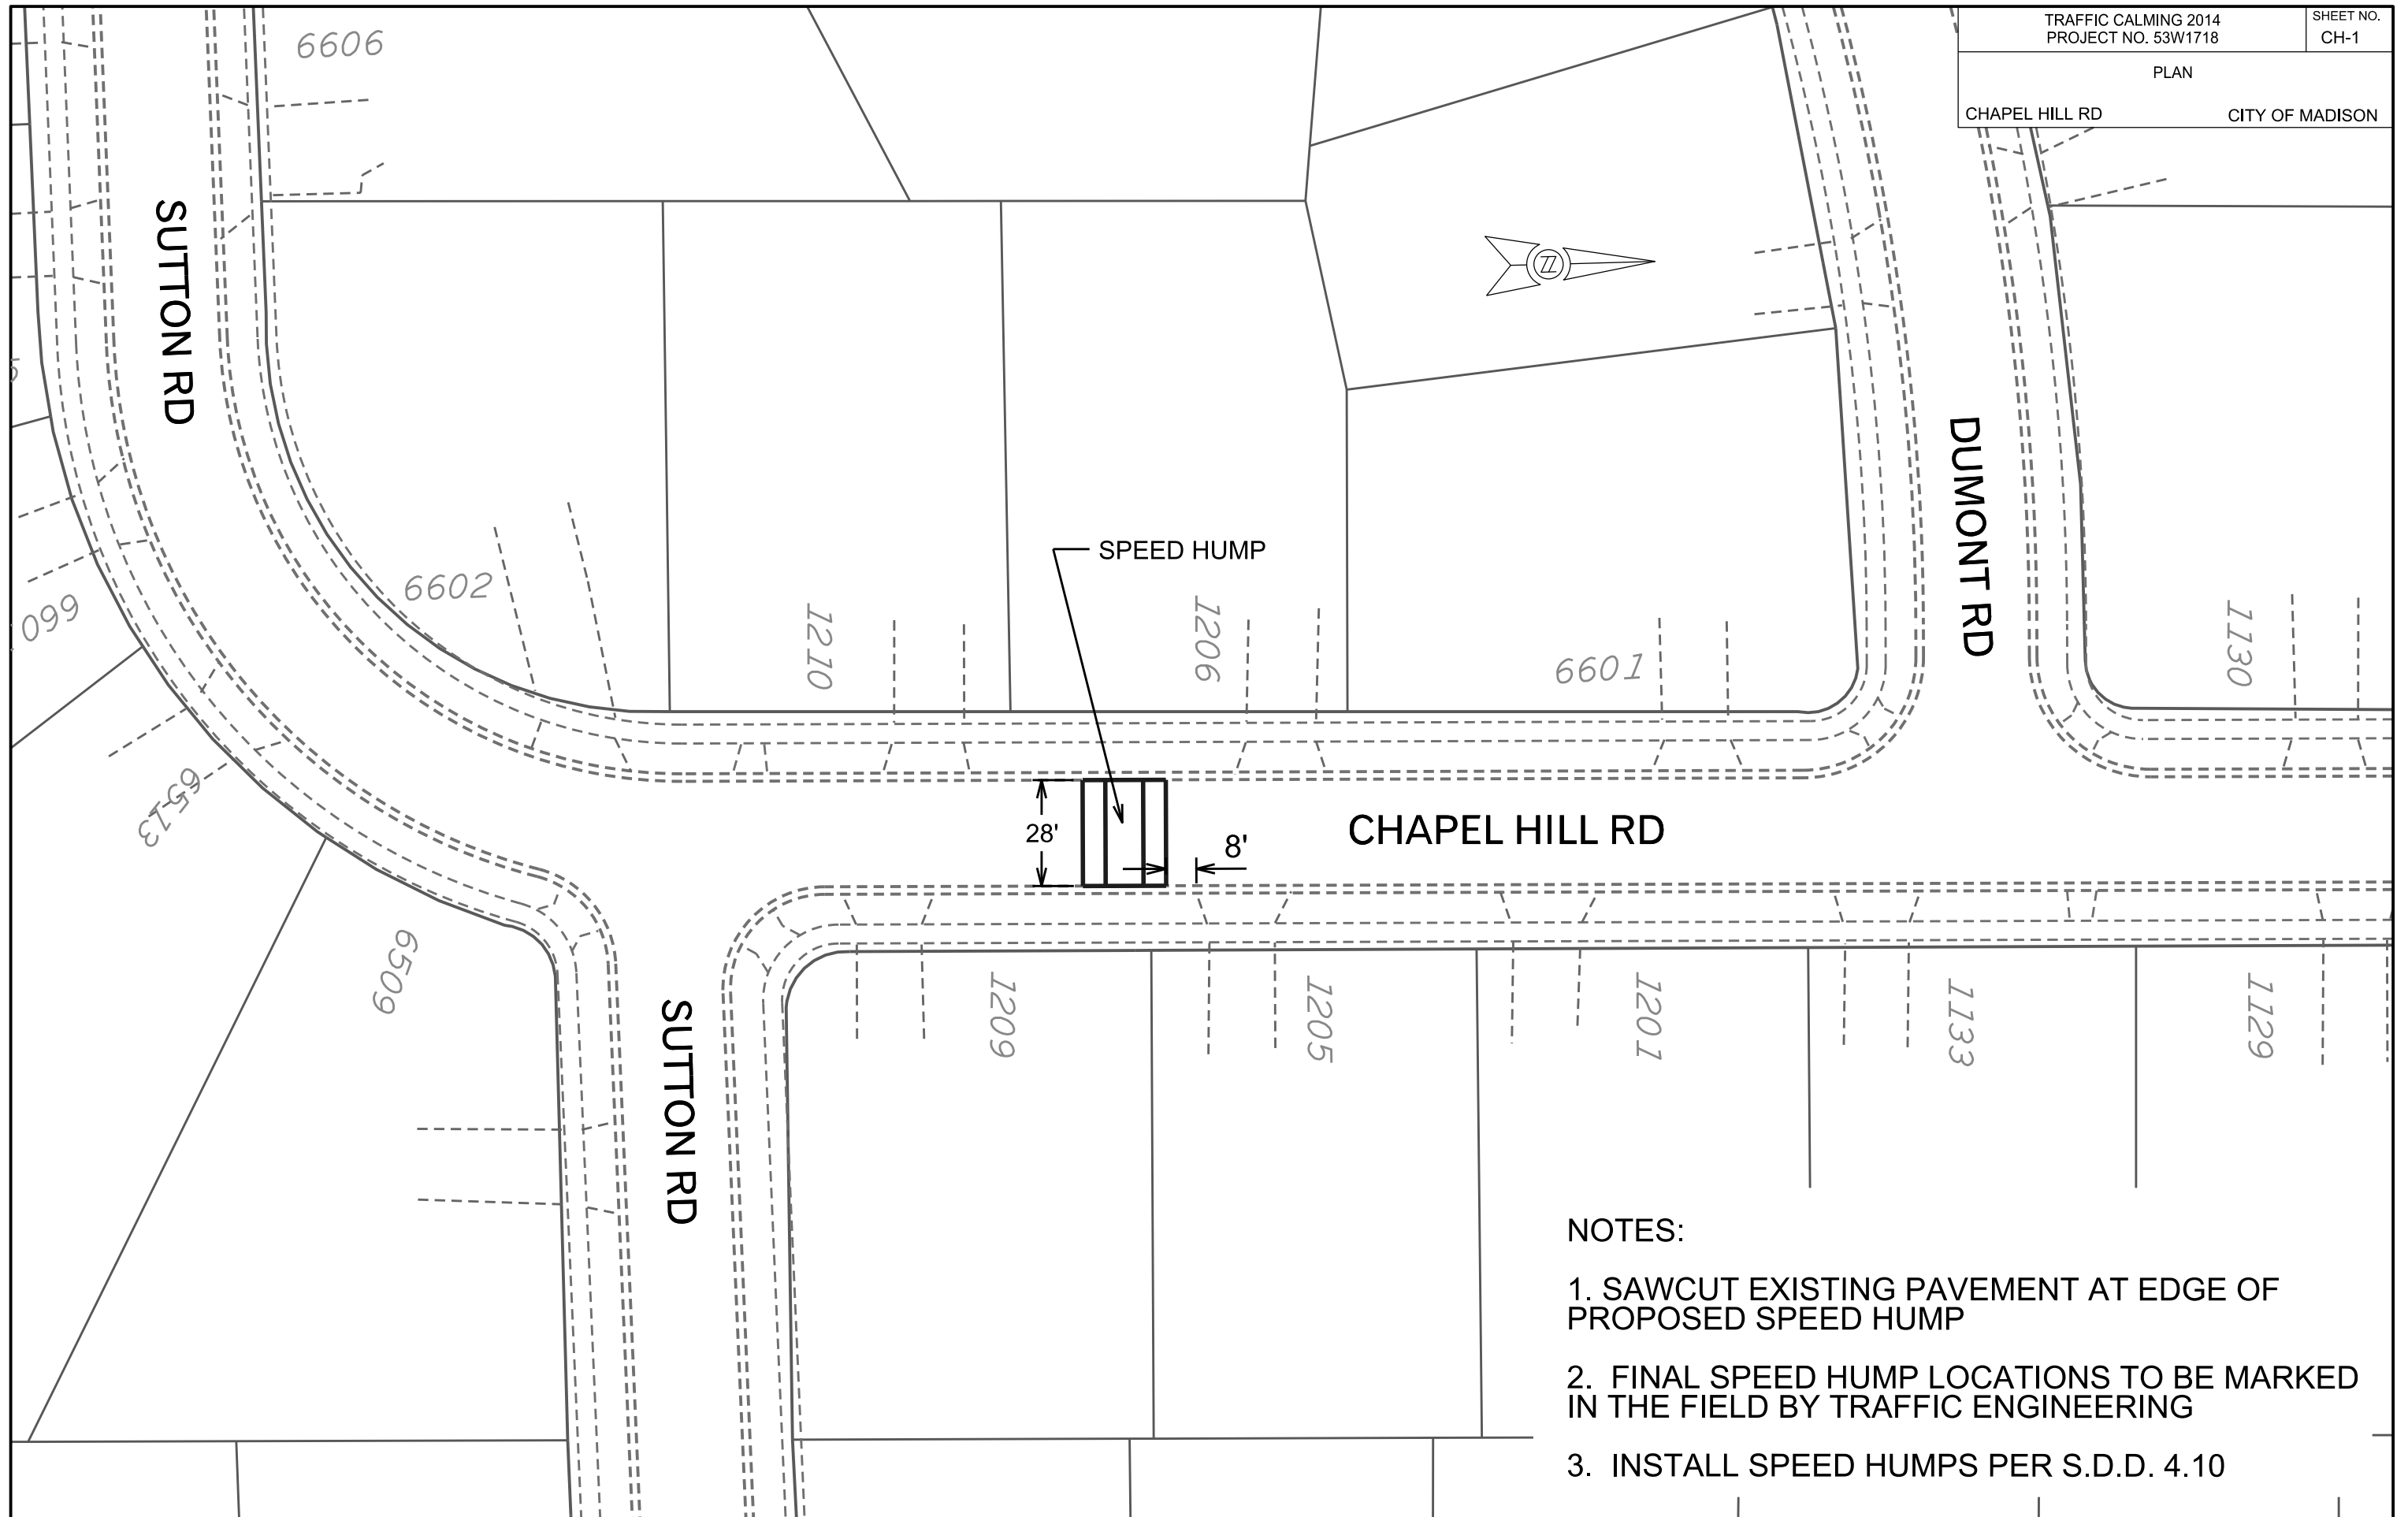 TRAFFIC CALMING 2014
PROJECT NO. 53W1718
SHEET NO.
CH-1
PLAN
CHAPEL HILL RD
CITY OF MADISON
6606
SUTTON RD
DUMONT RD
SPEED HUMP
6602
660
1210
1206
6601
1130
6513
28'
8'
CHAPEL HILL RD
6509
SUTTON RD
1209
1205
1201
1133
1129
NOTES:
1. SAWCUT EXISTING PAVEMENT AT EDGE OF
PROPOSED SPEED HUMP
2. FINAL SPEED HUMP LOCATIONS TO BE MARKED
IN THE FIELD BY TRAFFIC ENGINEERING
3. INSTALL SPEED HUMPS PER S.D.D. 4.10